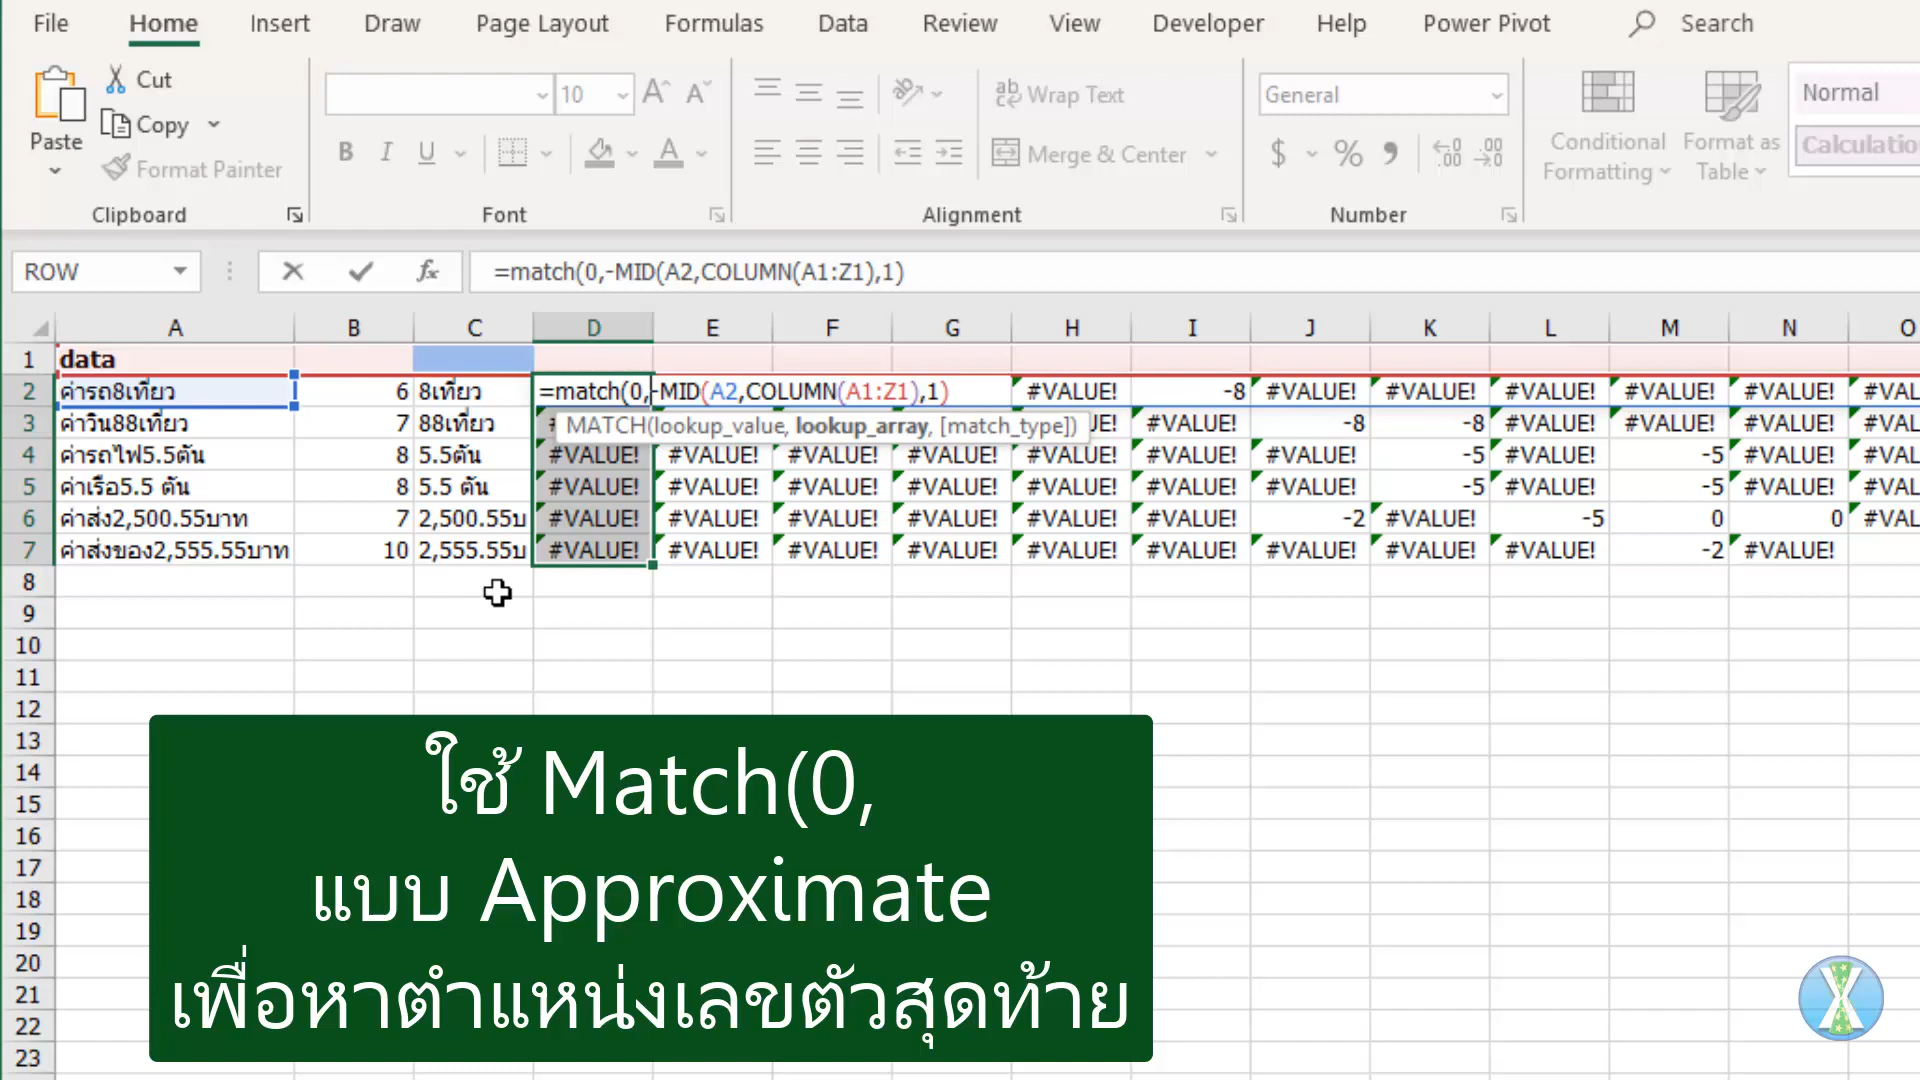 File Home Insert Draw Page Layout Formulas Data Review View Developer Help Power Pivot Search
Paste
Cut
Copy
Format Painter
Clipboard
10
B I U
Font
Wrap Text
Merge & Center
Alignment
General
$ % 9
Number
Conditional Formatting
Format as Table
Normal
Calculatio
ROW
=match(0,-MID(A2,COLUMN(A1:Z1),1)
A B C D E F G H I J K L M N O
1 data
2 ค่ารถ8เที่ยว 6 8เที่ยว =match(0,-MID(A2,COLUMN(A1:Z1),1) #VALUE! -8 #VALUE! #VALUE! #VALUE! #VALUE! #VALUE! #VAL
MATCH(lookup_value, lookup_array, [match_type])
3 ค่าวิน88เที่ยว 7 88เที่ยว #VALUE! -8 -8 #VALUE! #VALUE! #VALUE! #VAL
4 ค่ารถไฟ5.5ตัน 8 5.5ตัน #VALUE! #VALUE! #VALUE! #VALUE! #VALUE! #VALUE! #VALUE! -5 #VALUE! -5 #VALUE! #VAL
5 ค่าเรือ5.5 ตัน 8 5.5 ตัน #VALUE! #VALUE! #VALUE! #VALUE! #VALUE! #VALUE! #VALUE! -5 #VALUE! -5 #VALUE! #VAL
6 ค่าส่ง2,500.55บาท 7 2,500.55บ #VALUE! #VALUE! #VALUE! #VALUE! #VALUE! #VALUE! -2 #VALUE! -5 0 0 #VAL
7 ค่าส่งของ2,555.55บาท 10 2,555.55บ #VALUE! #VALUE! #VALUE! #VALUE! #VALUE! #VALUE! #VALUE! #VALUE! #VALUE! -2 #VALUE!
8
9
10
11
12
13
14
15
16
17
18
19
20
21
22
23
ใช้ Match(0,
แบบ Approximate
เพื่อหาตำแหน่งเลขตัวสุดท้าย